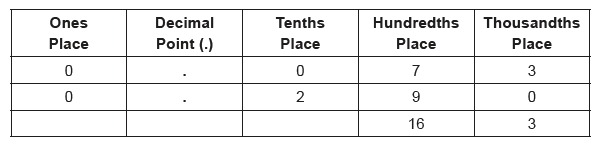 Ones Place Decimal Point (.) Tenths Place Hundredths Place Thousandths Place
0 . 0 7 3
0 . 2 9 0
16 3